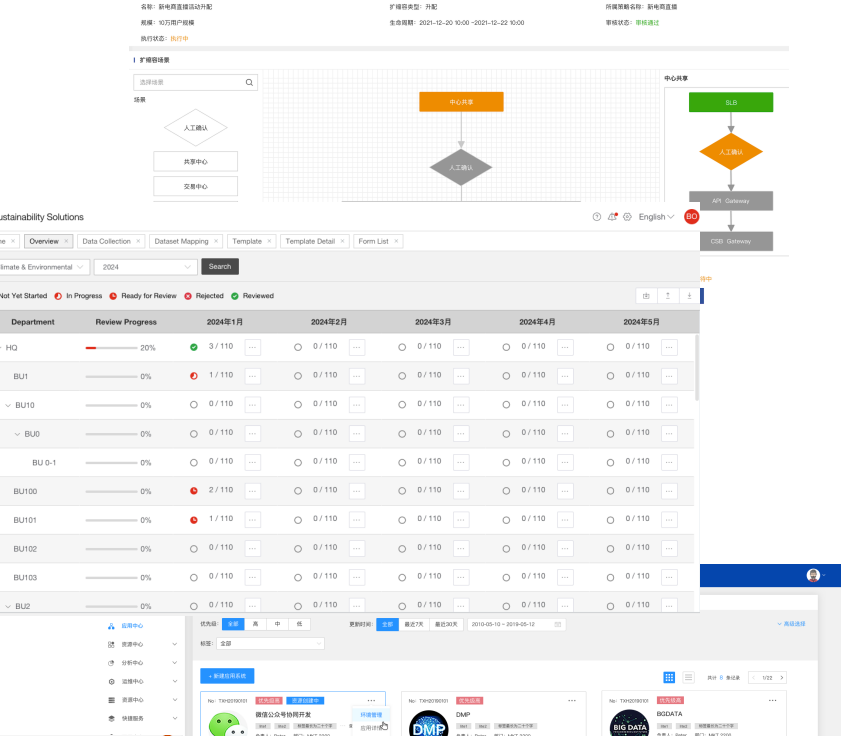 名称: 新电商直播活动升配
扩缩容类型: 升配
所属策略名称: 新电商直播
规模: 10万用户规模
生命周期: 2021-12-20 10:00 -2021-12-22 10:00
审核状态: 审核通过
执行状态: 执行中
扩缩容场景
选择场景
场景
人工确认
共享中心
交易中心
中心共享
人工确认
中心共享
SLB
人工确认
API Gateway
CSB Gateway
ustainability Solutions
English
BO
me ×
Overview ×
Data Collection ×
Dataset Mapping ×
Template ×
Template Detail ×
Form List ×
limate & Environmental
2024
Search
Not Yet Started In Progress Ready for Review Rejected Reviewed
Department Review Progress 2024年1月 2024年2月 2024年3月 2024年4月 2024年5月
HQ 20% 3 / 110 ... 0 / 110 ... 0 / 110 ... 0 / 110 ... 0 / 110 ...
BU1 0% 1 / 110 ... 0 / 110 ... 0 / 110 ... 0 / 110 ... 0 / 110 ...
BU10 0% 0 / 110 ... 0 / 110 ... 0 / 110 ... 0 / 110 ... 0 / 110 ...
BU0 0% 0 / 110 ... 0 / 110 ... 0 / 110 ... 0 / 110 ... 0 / 110 ...
BU 0-1 0% 0 / 110 ... 0 / 110 ... 0 / 110 ... 0 / 110 ... 0 / 110 ...
BU100 0% 2 / 110 ... 0 / 110 ... 0 / 110 ... 0 / 110 ... 0 / 110 ...
BU101 0% 1 / 110 ... 0 / 110 ... 0 / 110 ... 0 / 110 ... 0 / 110 ...
BU102 0% 0 / 110 ... 0 / 110 ... 0 / 110 ... 0 / 110 ... 0 / 110 ...
BU103 0% 0 / 110 ... 0 / 110 ... 0 / 110 ... 0 / 110 ... 0 / 110 ...
BU2 0% 0 / 110 ... 0 / 110 ... 0 / 110 ... 0 / 110 ... 0 / 110 ...
应用中心
资源中心
分析中心
运维中心
资源中心
快捷服务
优先级: 全部 高 中 低
更新时间: 全部 最近7天 最近30天 2010-05-10 ~ 2019-05-12
高级选择
标签: 全部
+ 新建应用系统
共计 6 条记录 < 1/22 >
No: TXH20190101 优先级高 资源创建中 ...
微信公众号协同开发
环境管理
应用详情
No: TXH20190101 优先级高 ...
DMP
DMP
No: TXH20190101 优先级高 ...
BIG DATA
BGDATA